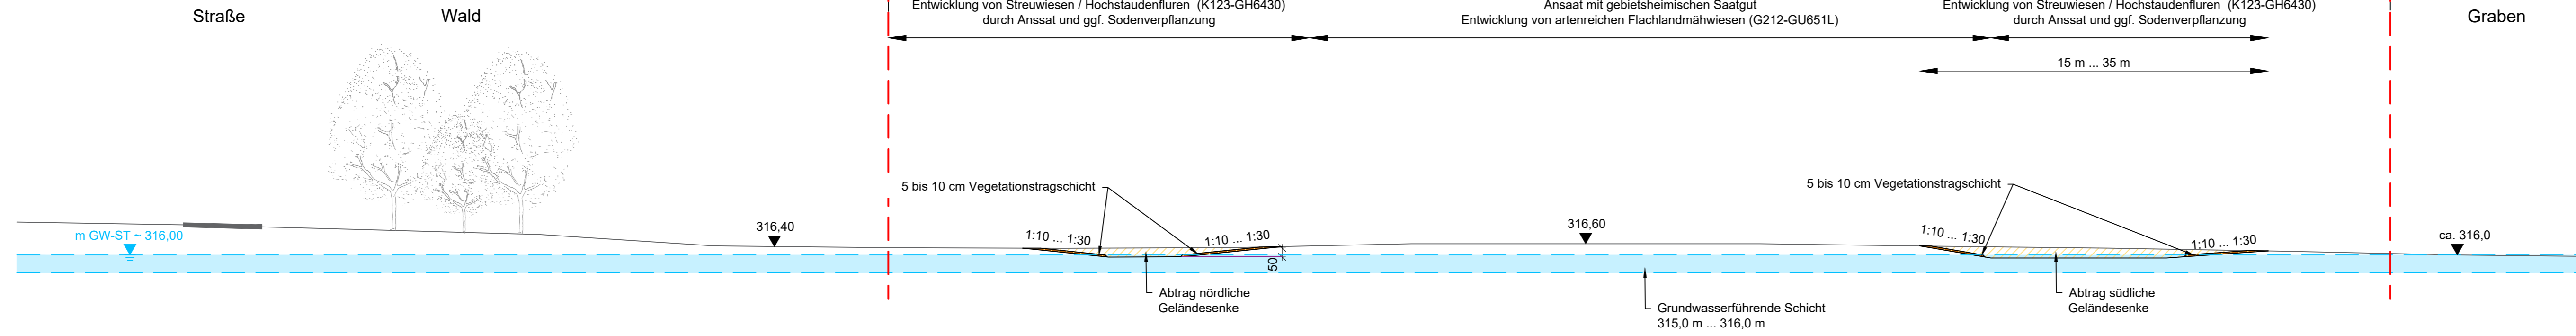 Straße
Wald
Entwicklung von Streuwiesen / Hochstaudenfluren (K123-GH6430)
durch Anssat und ggf. Sodenverpflanzung
Ansaat mit gebietsheimischen Saatgut
Entwicklung von artenreichen Flachlandmähwiesen (G212-GU651L)
Entwicklung von Streuwiesen / Hochstaudenfluren (K123-GH6430)
durch Anssat und ggf. Sodenverpflanzung
Graben
15 m ... 35 m
5 bis 10 cm Vegetationstragschicht
5 bis 10 cm Vegetationstragschicht
m GW-ST ~ 316,00
316,40
1:10 ... 1:30
1:10 ... 1:30
50
316,60
1:10 ... 1:30
1:10 ... 1:30
ca. 316,0
Abtrag nördliche
Geländesenke
Grundwasserführende Schicht
315,0 m ... 316,0 m
Abtrag südliche
Geländesenke